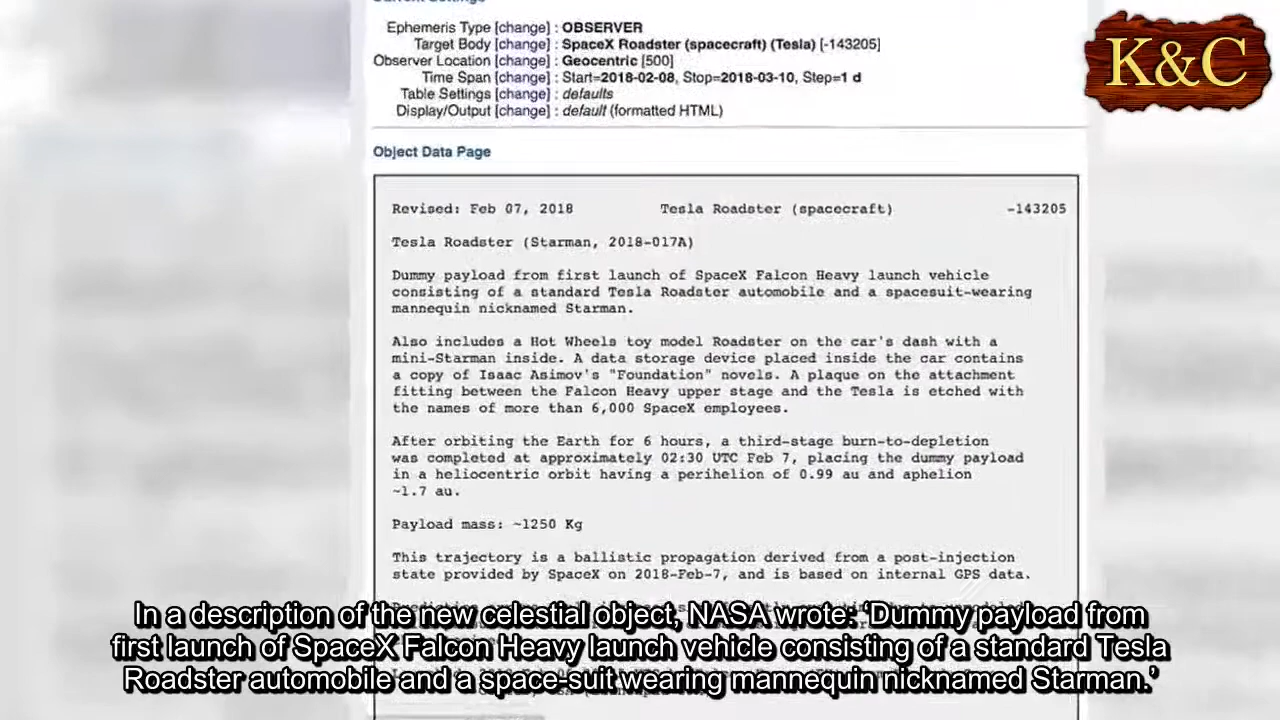 Current Settings
Ephemeris Type [change] : OBSERVER
Target Body [change] : SpaceX Roadster (spacecraft) (Tesla) [-143205]
Observer Location [change] : Geocentric [500]
Time Span [change] : Start=2018-02-08, Stop=2018-03-10, Step=1 d
Table Settings [change] : defaults
Display/Output [change] : default (formatted HTML)
K&C
Object Data Page
Revised: Feb 07, 2018 Tesla Roadster (spacecraft) -143205
Tesla Roadster (Starman, 2018-017A)
Dummy payload from first launch of SpaceX Falcon Heavy launch vehicle
consisting of a standard Tesla Roadster automobile and a spacesuit-wearing
mannequin nicknamed Starman.
Also includes a Hot Wheels toy model Roadster on the car's dash with a
mini-Starman inside. A data storage device placed inside the car contains
a copy of Isaac Asimov's "Foundation" novels. A plaque on the attachment
fitting between the Falcon Heavy upper stage and the Tesla is etched with
the names of more than 6,000 SpaceX employees.
After orbiting the Earth for 6 hours, a third-stage burn-to-depletion
was completed at approximately 02:30 UTC Feb 7, placing the dummy payload
in a heliocentric orbit having a perihelion of 0.99 au and aphelion
~1.7 au.
Payload mass: ~1250 Kg
This trajectory is a ballistic propagation derived from a post-injection
state provided by SpaceX on 2018-Feb-7, and is based on internal GPS data.
In a description of the new celestial object, NASA wrote: ‘Dummy payload from
first launch of SpaceX Falcon Heavy launch vehicle consisting of a standard Tesla
Roadster automobile and a space-suit wearing mannequin nicknamed Starman.’